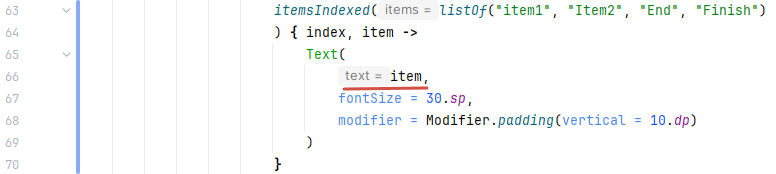 63 itemsIndexed( items = listOf("item1", "Item2", "End", "Finish")
64 ) { index, item ->
65 Text(
66 text = item,
67 fontSize = 30.sp,
68 modifier = Modifier.padding(vertical = 10.dp)
69 )
70 }